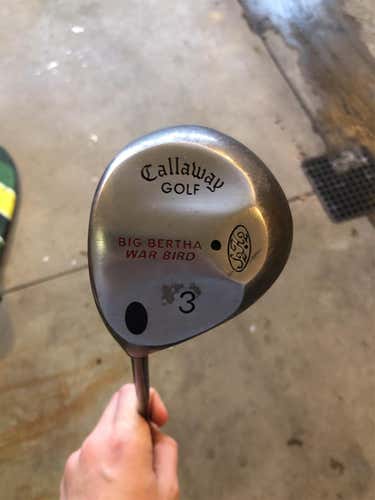 Callaway
GOLF
BIG BERTHA
WAR BIRD
3